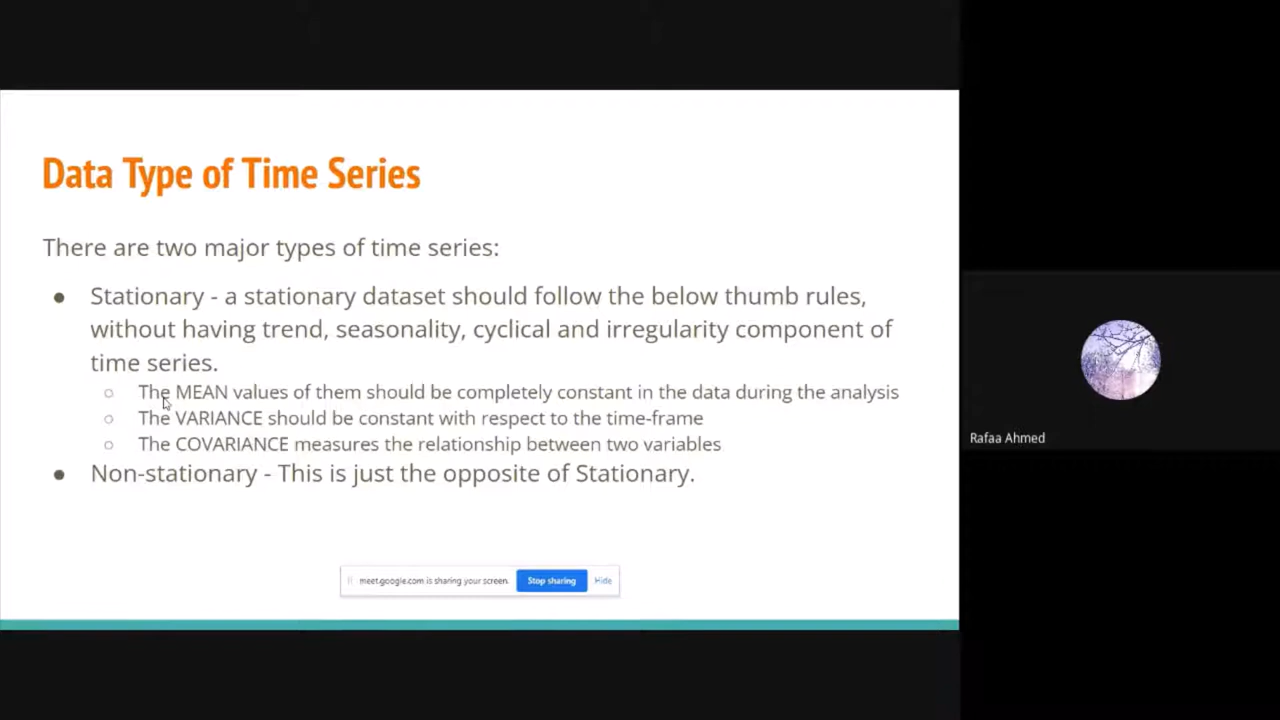 Data Type of Time Series
There are two major types of time series:
● Stationary - a stationary dataset should follow the below thumb rules,
without having trend, seasonality, cyclical and irregularity component of
time series.
○ The MEAN values of them should be completely constant in the data during the analysis
○ The VARIANCE should be constant with respect to the time-frame
○ The COVARIANCE measures the relationship between two variables
● Non-stationary - This is just the opposite of Stationary.
meet.google.com is sharing your screen. Stop sharing Hide
Rafaa Ahmed